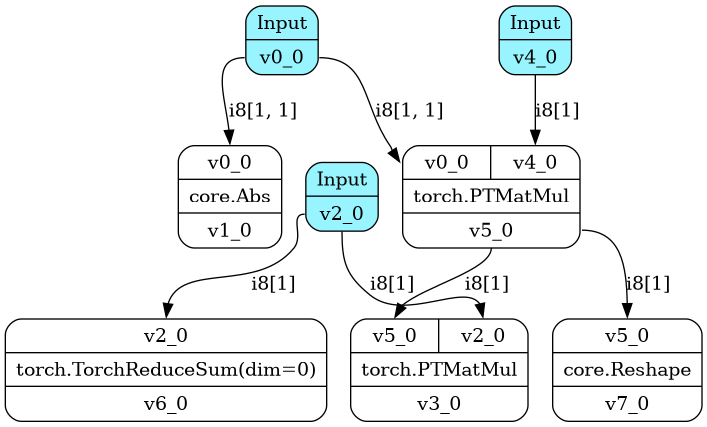 Input
v0_0
Input
v4_0
i8[1, 1]
i8[1, 1]
i8[1]
v0_0
core.Abs
v1_0
Input
v2_0
v0_0 v4_0
torch.PTMatMul
v5_0
i8[1]
i8[1]
i8[1]
i8[1]
v2_0
torch.TorchReduceSum(dim=0)
v6_0
v5_0 v2_0
torch.PTMatMul
v3_0
v5_0
core.Reshape
v7_0